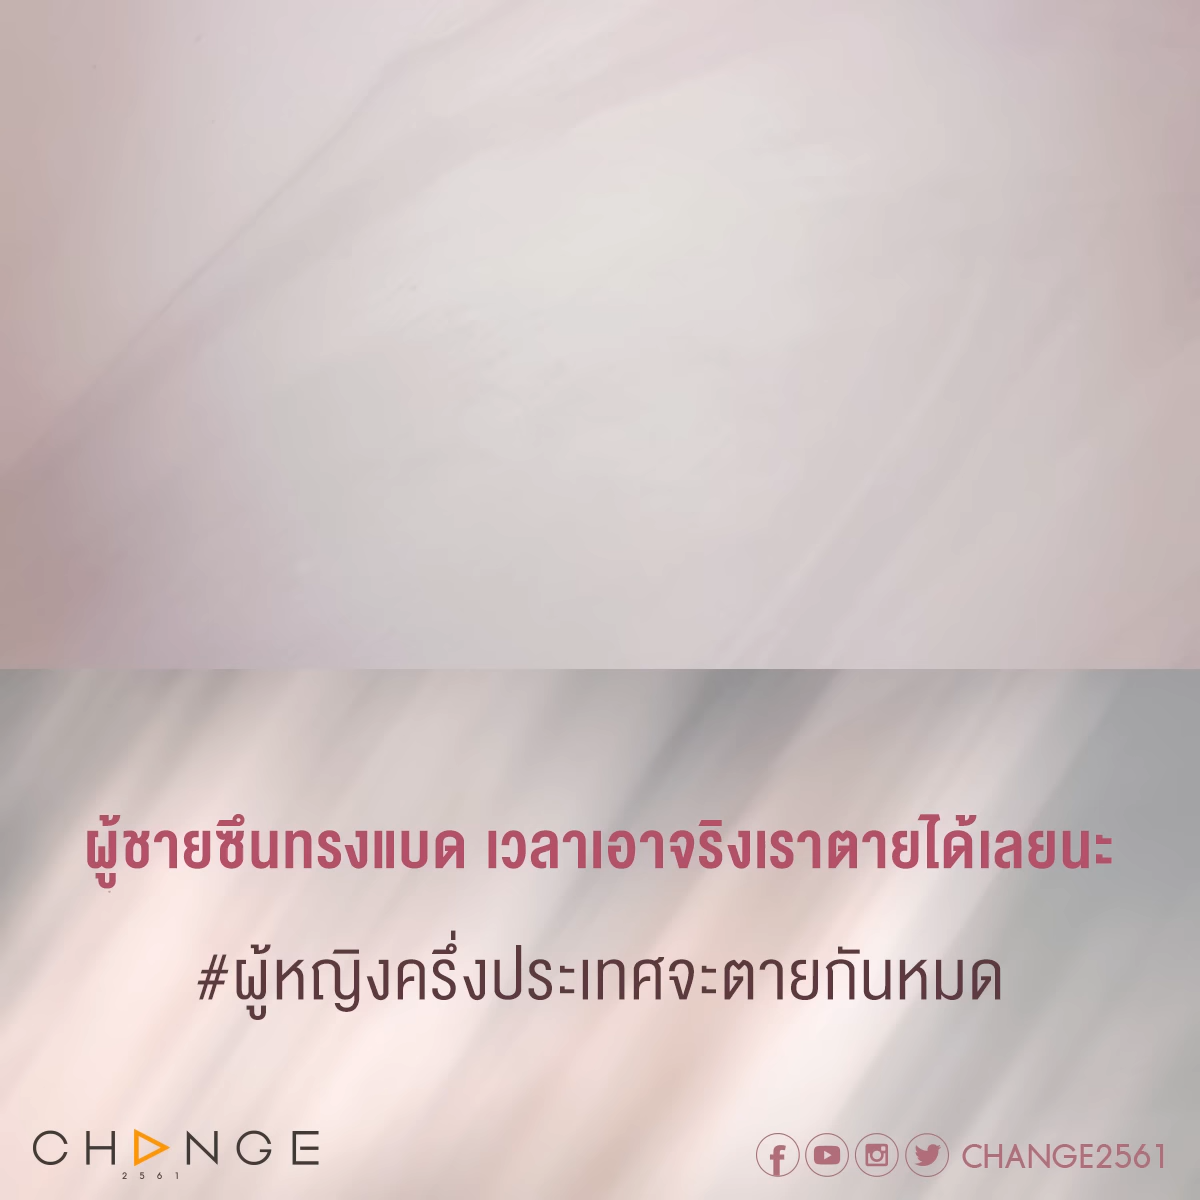 ผู้ชายซึนทรงแบด เวลาเอาจริงเราตายได้เลยนะ
#ผู้หญิงครึ่งประเทศจะตายกันหมด
CHANGE
2561
CHANGE2561